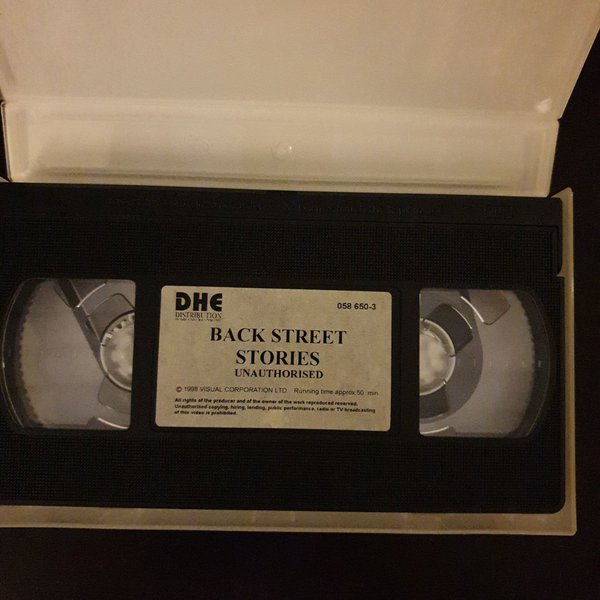 DHE
DISTRIBUTION
058 650-3
BACK STREET
STORIES
UNAUTHORISED
© 1998 VISUAL CORPORATION LTD. Running time approx 50 min
All rights of the producer and of the owner of the work reproduced reserved.
Unauthorised copying, hiring, lending, public performance, radio or TV broadcasting
of this video is prohibited.